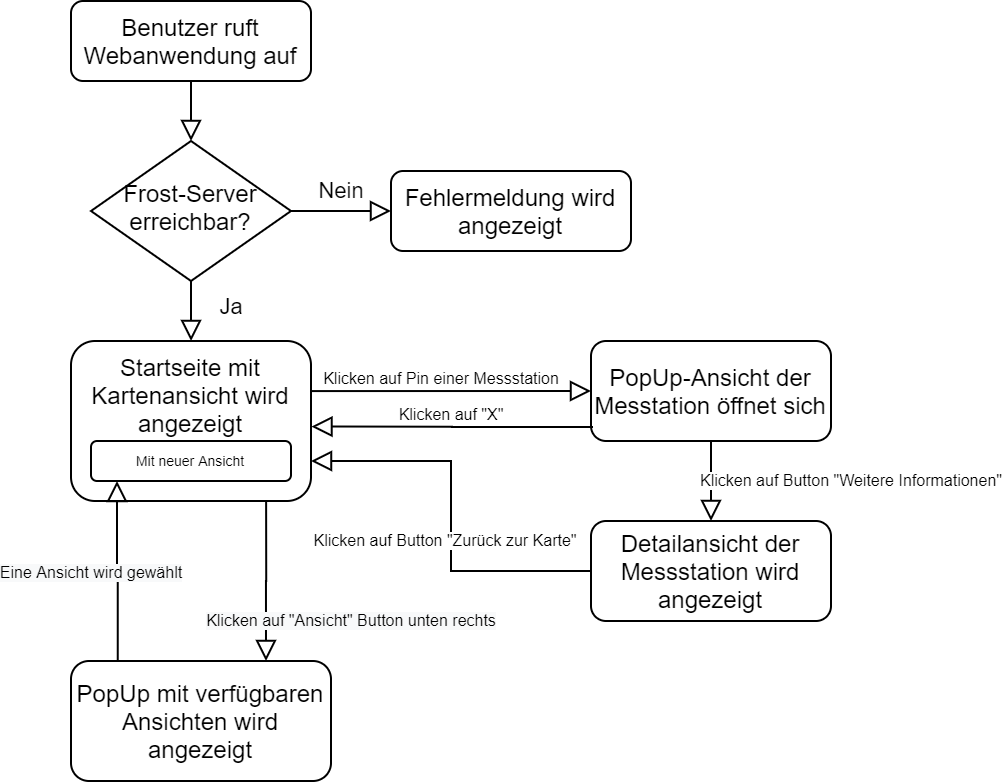 Benutzer ruft
Webanwendung auf
Frost-Server
erreichbar?
Nein
Fehlermeldung wird
angezeigt
Ja
Startseite mit
Kartenansicht wird
angezeigt
Mit neuer Ansicht
Klicken auf Pin einer Messstation
Klicken auf "X"
PopUp-Ansicht der
Messtation öffnet sich
Klicken auf Button "Weitere Informationen"
Klicken auf Button "Zurück zur Karte"
Detailansicht der
Messstation wird
angezeigt
Eine Ansicht wird gewählt
Klicken auf "Ansicht" Button unten rechts
PopUp mit verfügbaren
Ansichten wird
angezeigt